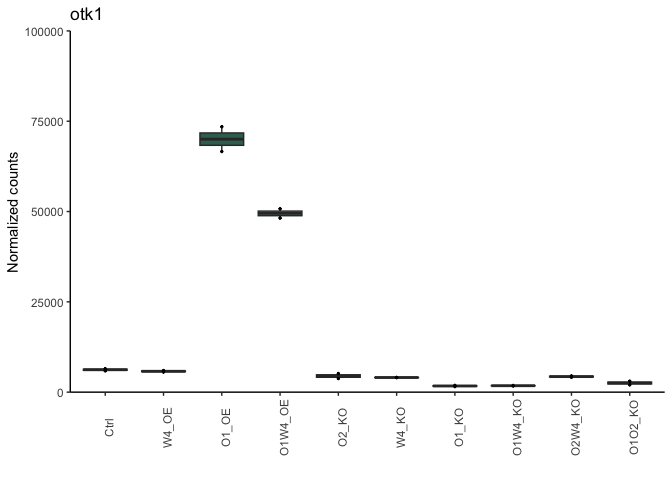 otk1
Normalized counts
100000
75000
50000
25000
0
Ctrl
W4_OE
O1_OE
O1W4_OE
O2_KO
W4_KO
O1_KO
O1W4_KO
O2W4_KO
O1O2_KO